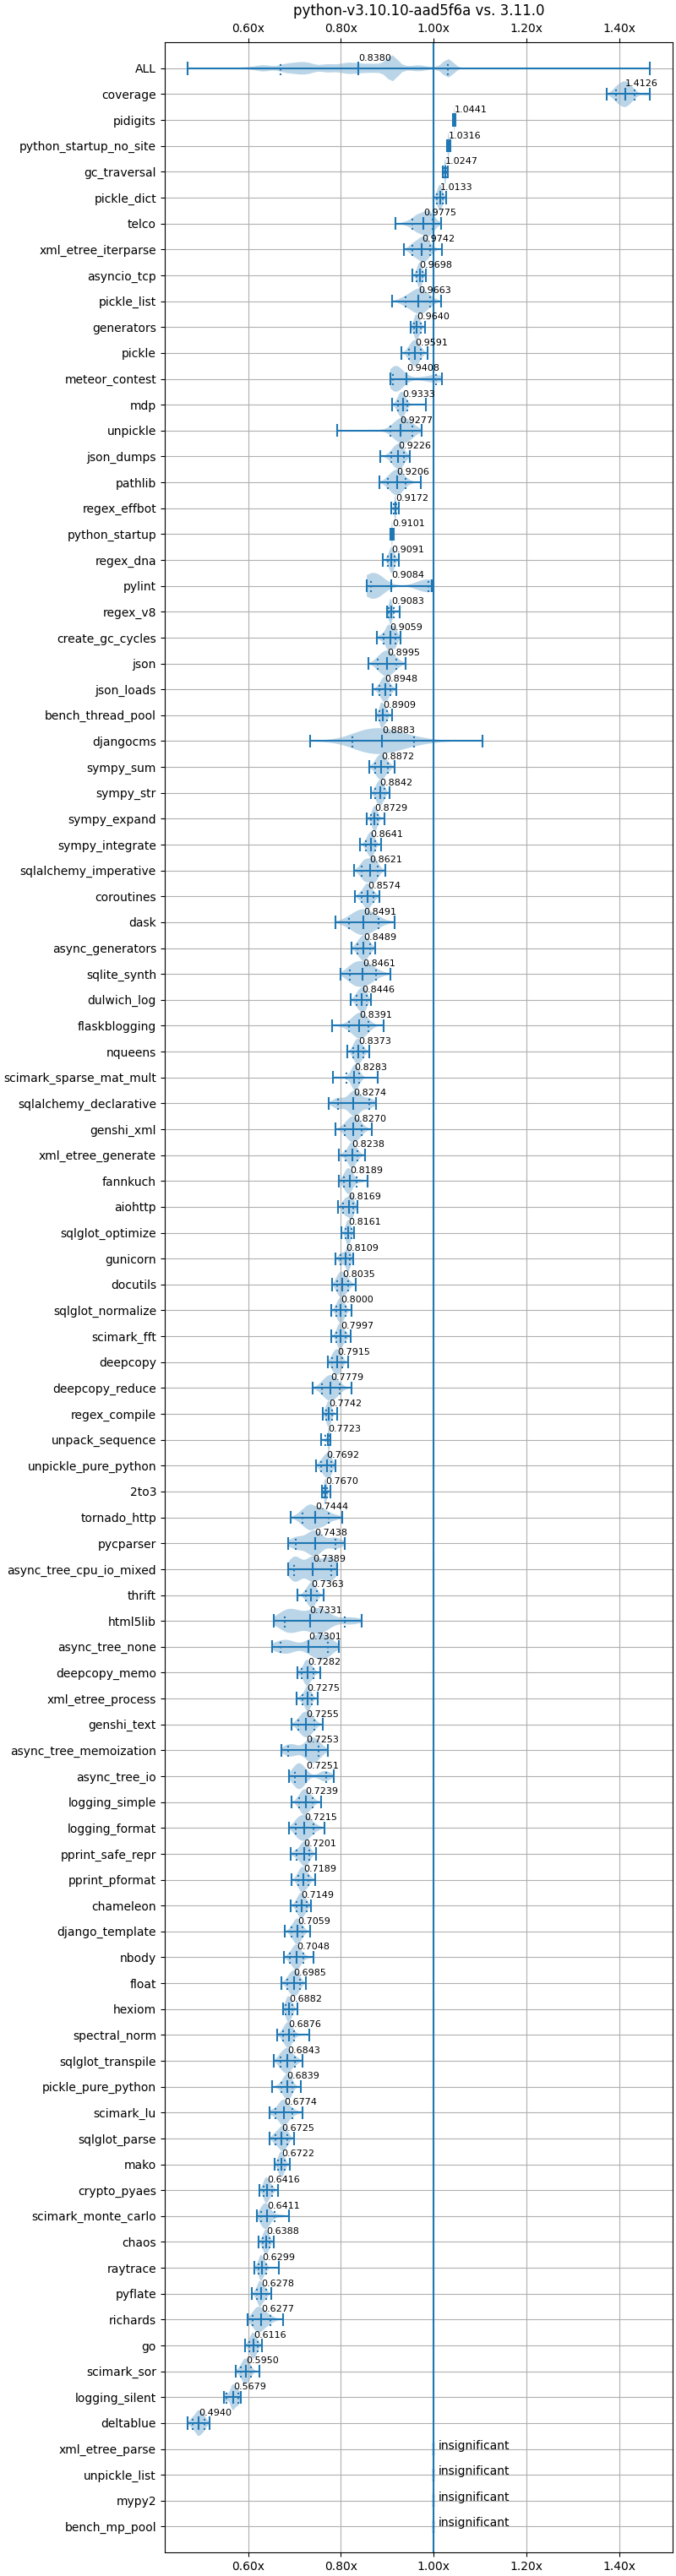 python-v3.10.10-aad5f6a vs. 3.11.0
0.60x 0.80x 1.00x 1.20x 1.40x
ALL 0.8380
coverage 1.4126
pidigits 1.0441
python_startup_no_site 1.0316
gc_traversal 1.0247
pickle_dict 1.0133
telco 0.9775
xml_etree_iterparse 0.9742
asyncio_tcp 0.9698
pickle_list 0.9663
generators 0.9640
pickle 0.9591
meteor_contest 0.9408
mdp 0.9333
unpickle 0.9277
json_dumps 0.9226
pathlib 0.9206
regex_effbot 0.9172
python_startup 0.9101
regex_dna 0.9091
pylint 0.9084
regex_v8 0.9083
create_gc_cycles 0.9059
json 0.8995
json_loads 0.8948
bench_thread_pool 0.8909
djangocms 0.8883
sympy_sum 0.8872
sympy_str 0.8842
sympy_expand 0.8729
sympy_integrate 0.8641
sqlalchemy_imperative 0.8621
coroutines 0.8574
dask 0.8491
async_generators 0.8489
sqlite_synth 0.8461
dulwich_log 0.8446
flaskblogging 0.8391
nqueens 0.8373
scimark_sparse_mat_mult 0.8283
sqlalchemy_declarative 0.8274
genshi_xml 0.8270
xml_etree_generate 0.8238
fannkuch 0.8189
aiohttp 0.8169
sqlglot_optimize 0.8161
gunicorn 0.8109
docutils 0.8035
sqlglot_normalize 0.8000
scimark_fft 0.7997
deepcopy 0.7915
deepcopy_reduce 0.7779
regex_compile 0.7742
unpack_sequence 0.7723
unpickle_pure_python 0.7692
2to3 0.7670
tornado_http 0.7444
pycparser 0.7438
async_tree_cpu_io_mixed 0.7389
thrift 0.7363
html5lib 0.7331
async_tree_none 0.7301
deepcopy_memo 0.7282
xml_etree_process 0.7275
genshi_text 0.7255
async_tree_memoization 0.7253
async_tree_io 0.7251
logging_simple 0.7239
logging_format 0.7215
pprint_safe_repr 0.7201
pprint_pformat 0.7189
chameleon 0.7149
django_template 0.7059
nbody 0.7048
float 0.6985
hexiom 0.6882
spectral_norm 0.6876
sqlglot_transpile 0.6843
pickle_pure_python 0.6839
scimark_lu 0.6774
sqlglot_parse 0.6725
mako 0.6722
crypto_pyaes 0.6416
scimark_monte_carlo 0.6411
chaos 0.6388
raytrace 0.6299
pyflate 0.6278
richards 0.6277
go 0.6116
scimark_sor 0.5950
logging_silent 0.5679
deltablue 0.4940
xml_etree_parse insignificant
unpickle_list insignificant
mypy2 insignificant
bench_mp_pool insignificant
0.60x 0.80x 1.00x 1.20x 1.40x